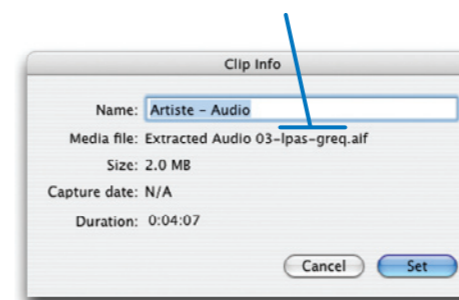 Clip Info
Name: Artiste – Audio
Media file: Extracted Audio 03-lpas-greq.aif
Size: 2.0 MB
Capture date: N/A
Duration: 0:04:07
Cancel Set